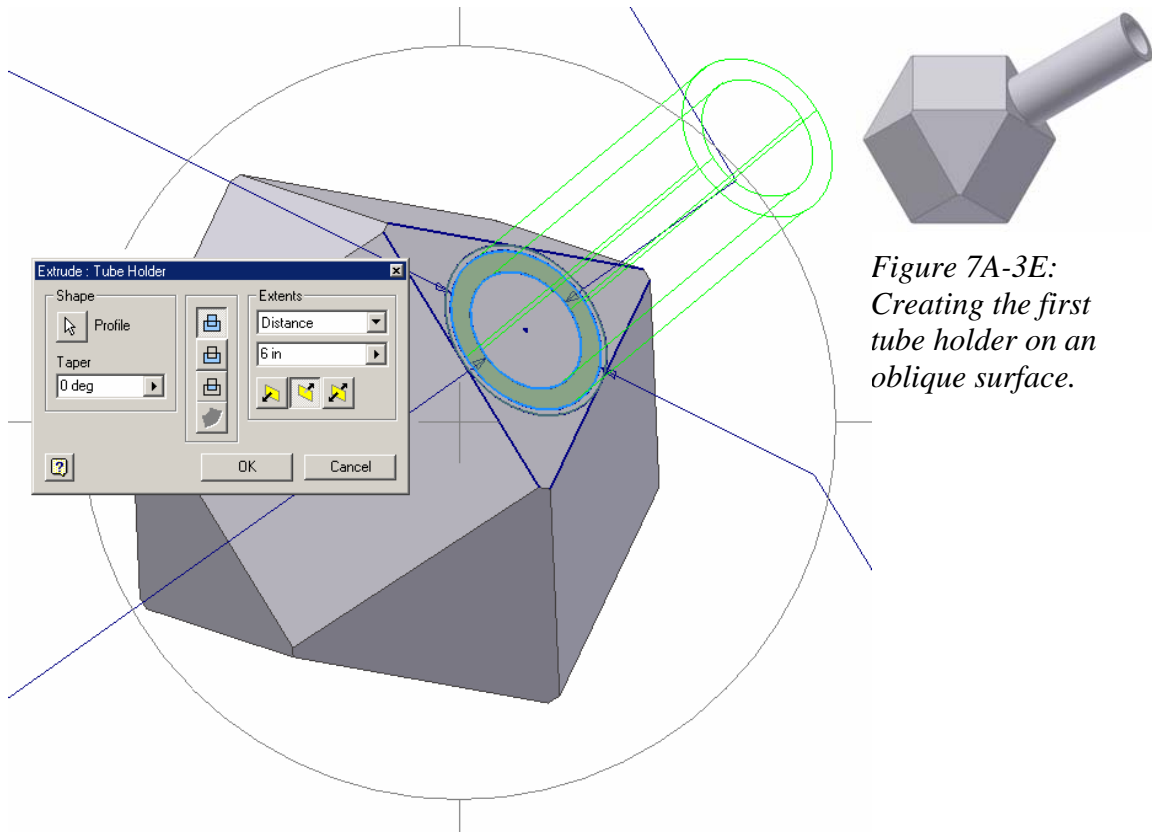 Extrude : Tube Holder
Shape
Profile
Taper
0 deg
Extents
Distance
6 in
OK
Cancel
Figure 7A-3E:
Creating the first
tube holder on an
oblique surface.